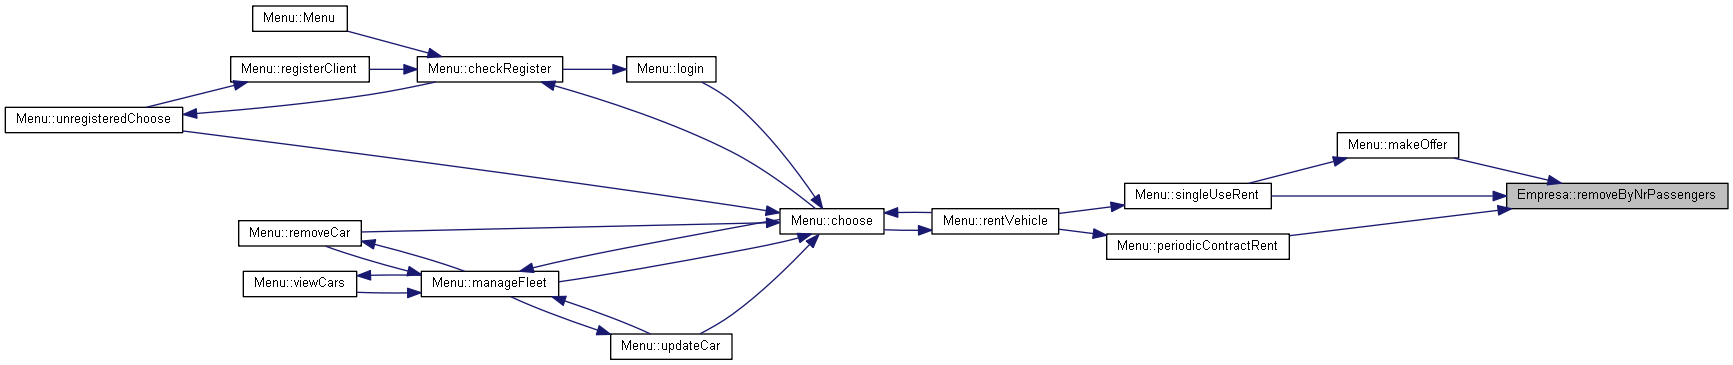 Menu::Menu
Menu::registerClient
Menu::checkRegister
Menu::login
Menu::unregisteredChoose
Menu::makeOffer
Menu::singleUseRent
Empresa::removeByNrPassengers
Menu::choose
Menu::rentVehicle
Menu::removeCar
Menu::periodicContractRent
Menu::viewCars
Menu::manageFleet
Menu::updateCar